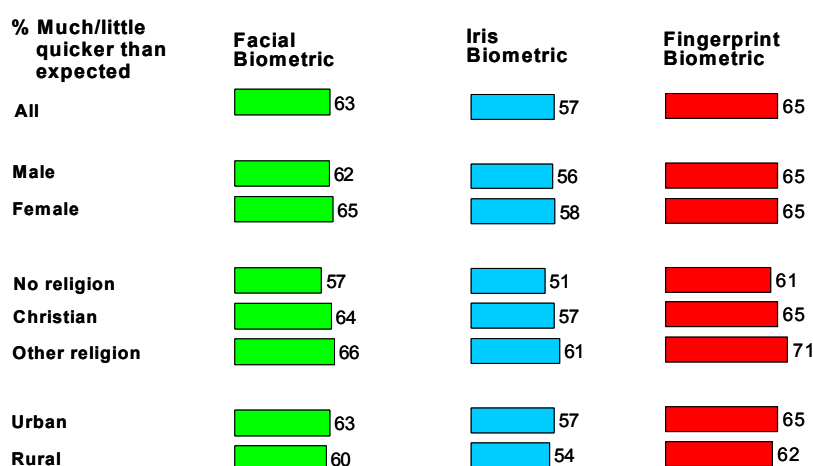 % Much/little
quicker than
expected
Facial
Biometric
Iris
Biometric
Fingerprint
Biometric
All 63 57 65
Male 62 56 65
Female 65 58 65
No religion 57 51 61
Christian 64 57 65
Other religion 66 61 71
Urban 63 57 65
Rural 60 54 62